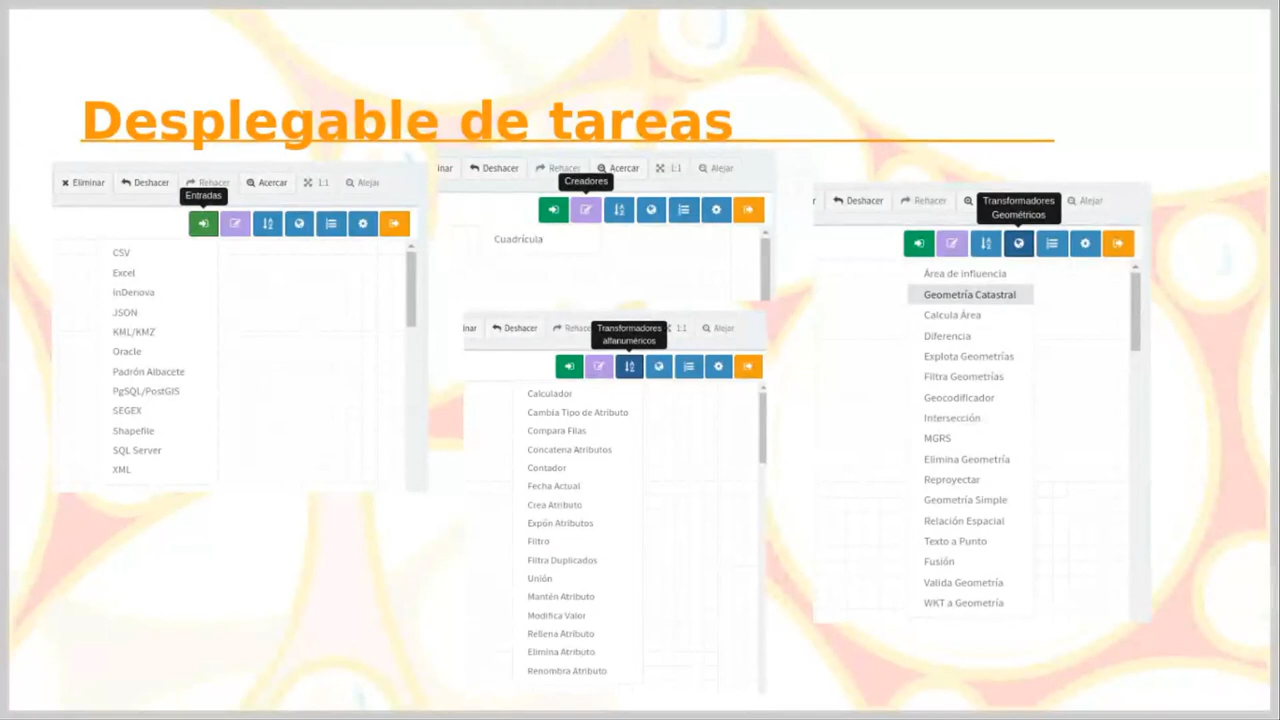 Desplegable de tareas
Eliminar Deshacer Rehacer Acercar 1:1 Alejar
Entradas
CSV
Excel
InDenova
JSON
KML/KMZ
Oracle
Padrón Albacete
PgSQL/PostGIS
SEGEX
Shapefile
SQL Server
XML
inar Deshacer Rehacer Acercar 1:1 Alejar
Creadores
Cuadrícula
inar Deshacer Rehace 1:1 Alejar
Transformadores
alfanuméricos
Calculador
Cambia Tipo de Atributo
Compara Filas
Concatena Atributos
Contador
Fecha Actual
Crea Atributo
Expón Atributos
Filtro
Filtra Duplicados
Unión
Mantén Atributo
Modifica Valor
Rellena Atributo
Elimina Atributo
Renombra Atributo
r Deshacer Rehacer Alejar
Transformadores
Geométricos
Área de influencia
Geometría Catastral
Calcula Área
Diferencia
Explota Geometrías
Filtra Geometrías
Geocodificador
Intersección
MGRS
Elimina Geometría
Reproyectar
Geometría Simple
Relación Espacial
Texto a Punto
Fusión
Valida Geometría
WKT a Geometría